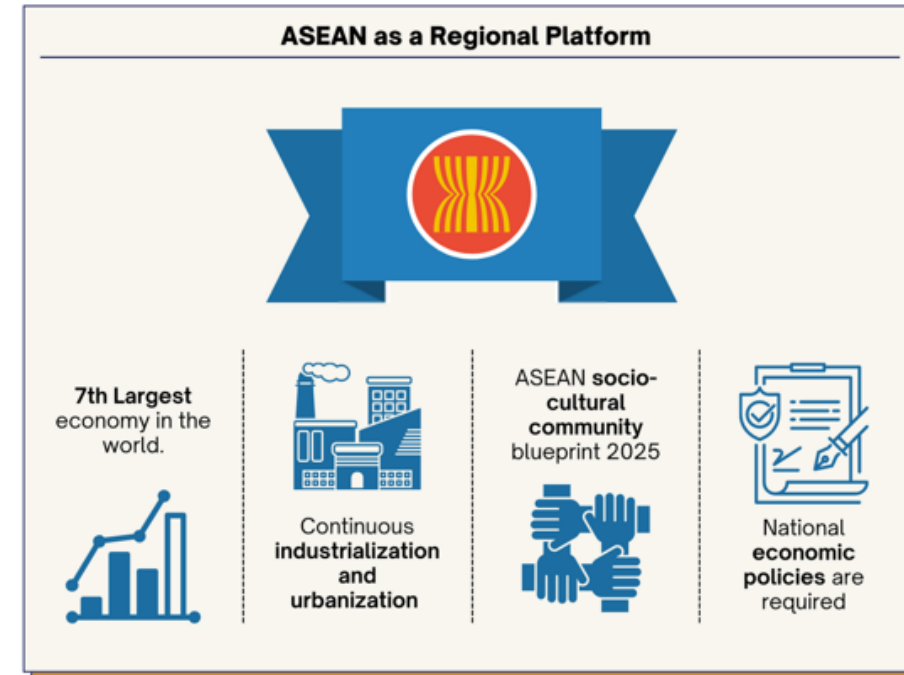 ASEAN as a Regional Platform
7th Largest
economy in the
world.
Continuous
industrialization
and
urbanization
ASEAN socio-
cultural
community
blueprint 2025
National
economic
policies are
required